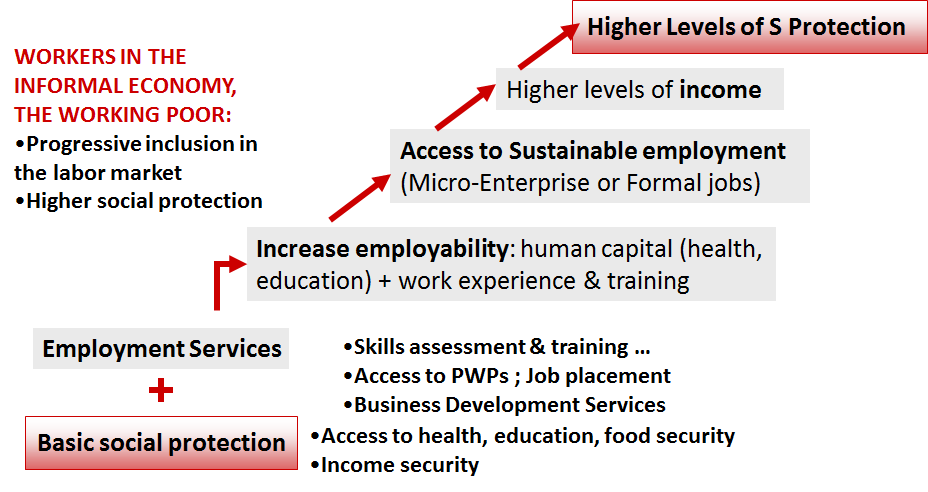 Higher Levels of S Protection
WORKERS IN THE
INFORMAL ECONOMY,
THE WORKING POOR:
•Progressive inclusion in
the labor market
•Higher social protection
Higher levels of income
Access to Sustainable employment
(Micro-Enterprise or Formal jobs)
Increase employability: human capital (health,
education) + work experience & training
Employment Services
•Skills assessment & training ...
•Access to PWPs ; Job placement
•Business Development Services
+
Basic social protection
•Access to health, education, food security
•Income security